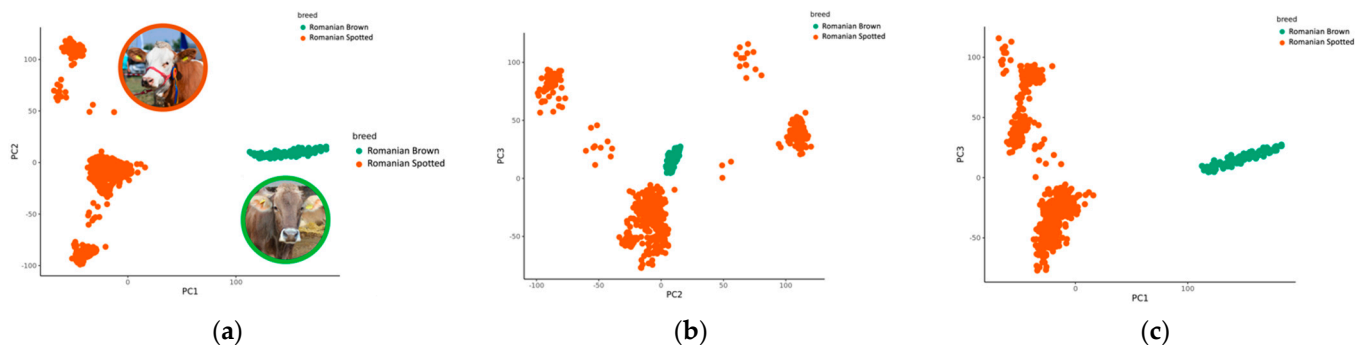 breed
Romanian Brown
Romanian Spotted
100
50
0
-50
-100
PC2
0
100
PC1
breed
Romanian Brown
Romanian Spotted
(a)
breed
Romanian Brown
Romanian Spotted
100
50
0
-50
PC3
-100
-50
0
50
100
PC2
(b)
breed
Romanian Brown
Romanian Spotted
100
50
0
-50
PC3
0
100
PC1
(c)